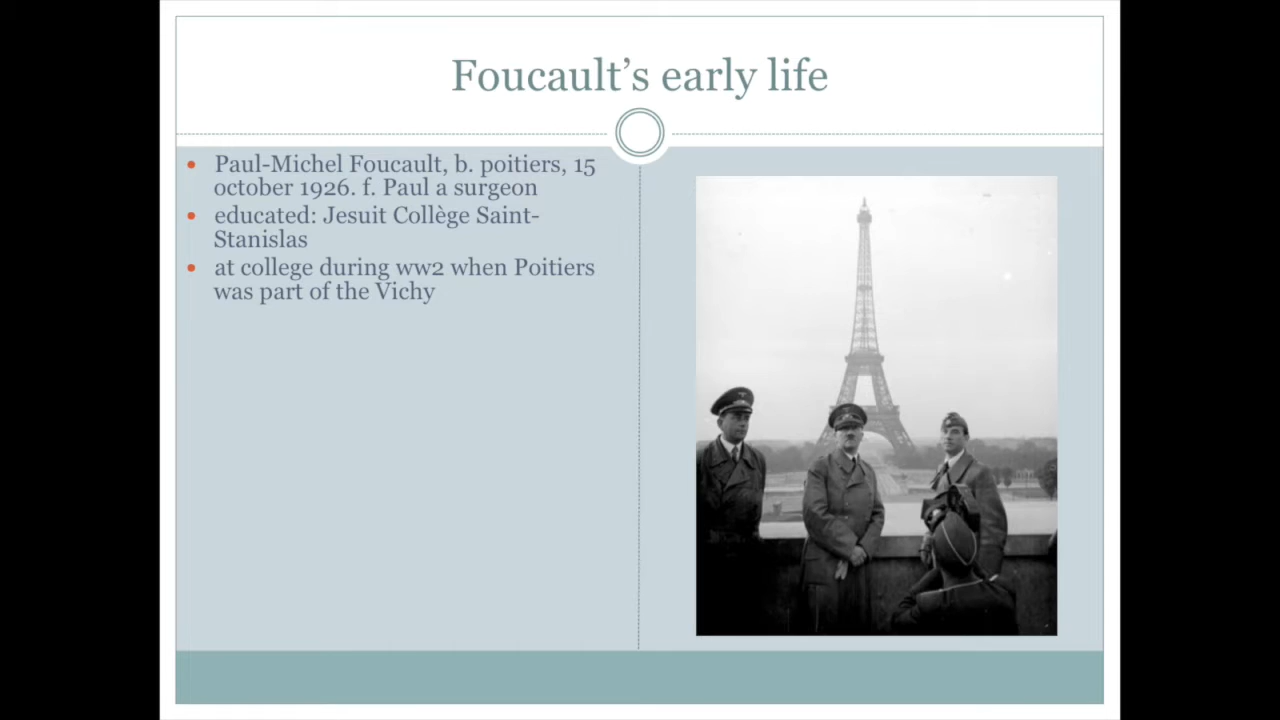 Foucault’s early life
Paul-Michel Foucault, b. poitiers, 15
october 1926. f. Paul a surgeon
educated: Jesuit Collège Saint-
Stanislas
at college during ww2 when Poitiers
was part of the Vichy